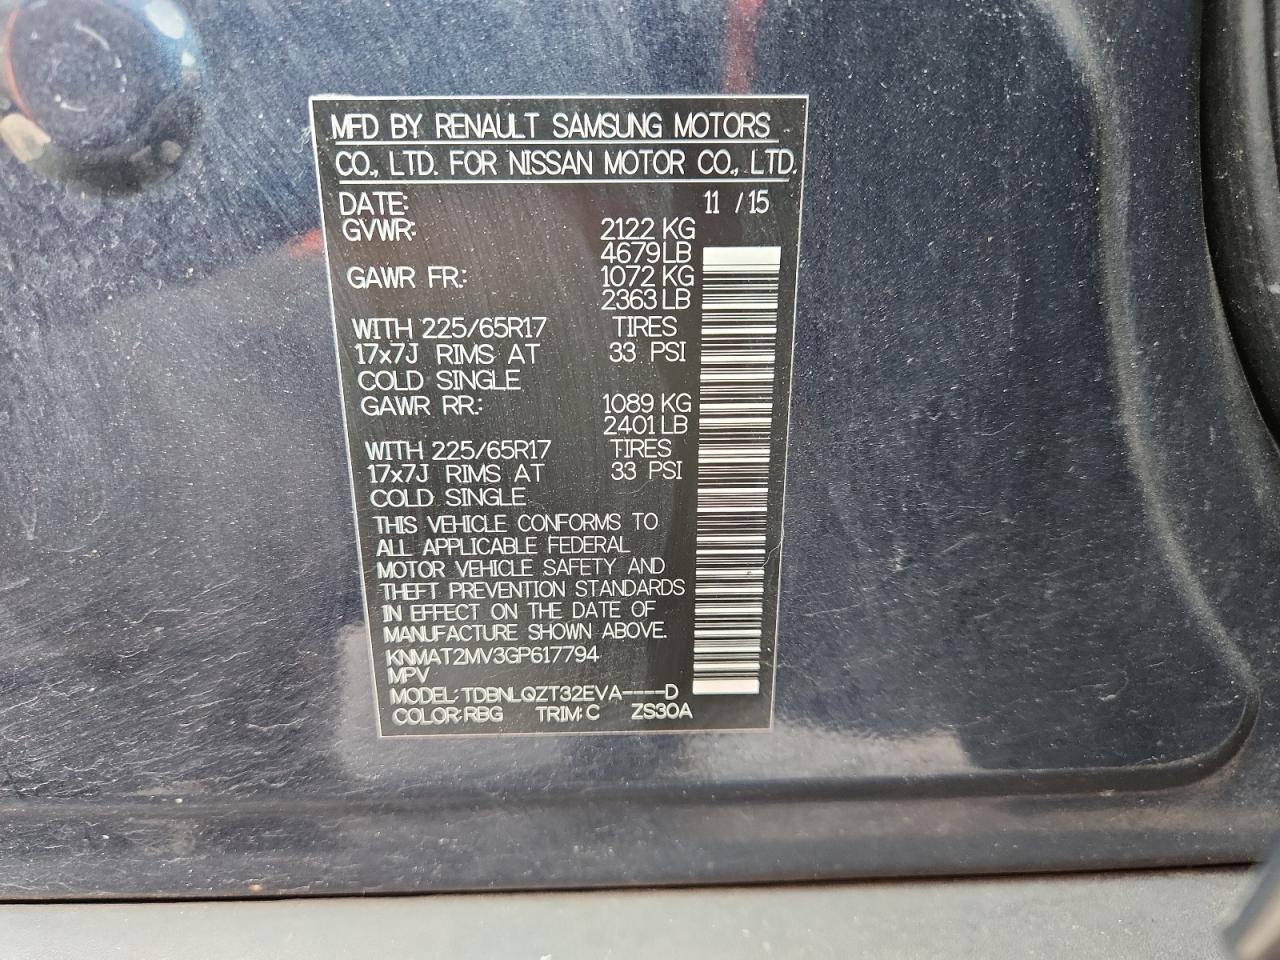 MFD BY RENAULT SAMSUNG MOTORS
CO., LTD. FOR NISSAN MOTOR CO., LTD.
DATE: 11 / 15
GVWR: 2122 KG
4679 LB
GAWR FR.: 1072 KG
2363 LB
WITH 225/65R17 TIRES
17x7J RIMS AT 33 PSI
COLD SINGLE
GAWR RR.: 1089 KG
2401 LB
WITH 225/65R17 TIRES
17x7J RIMS AT 33 PSI
COLD SINGLE
THIS VEHICLE CONFORMS TO
ALL APPLICABLE FEDERAL
MOTOR VEHICLE SAFETY AND
THEFT PREVENTION STANDARDS
IN EFFECT ON THE DATE OF
MANUFACTURE SHOWN ABOVE.
KNMAT2MV3GP617794
MPV
MODEL: TDBNLQZT32EVA----D
COLOR: RBG TRIM: C ZS30A